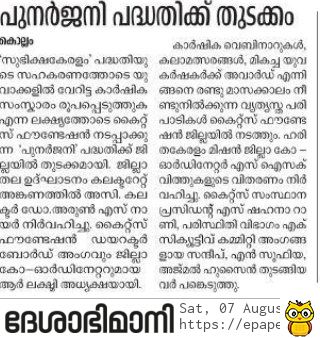 പുനർജനി പദ്ധതിക്ക് തുടക്കം
കൊല്ലം
'സുഭിക്ഷകേരളം' പദ്ധതിയു
ടെ സഹകരണത്തോടെ യു
വാക്കളിൽ വേറിട്ട കാർഷിക
സംസ്കാരം രൂപപ്പെടുത്തുക
എന്ന ലക്ഷ്യത്തോടെ കൈറ്റ്
സ് ഫൗണ്ടേഷൻ നടപ്പാക്കു
ന്ന 'പുനർജനി' പദ്ധതിക്ക് ജി
ല്ലയിൽ തുടക്കമായി. ജില്ലാ
തല ഉദ്ഘാടനം കലക്ടറേറ്റ്
അങ്കണത്തിൽ അസി. കല
ക്ടർ ഡോ.അരുൺ എസ് നാ
യർ നിർവഹിച്ചു. കൈറ്റ്സ്
ഫൗണ്ടേഷൻ ഡയറക്ടർ
ബോർഡ് അംഗവും ജില്ലാ
കോ-ഓർഡിനേറ്ററുമായ
ആർ ലക്ഷ്മി അധ്യക്ഷയായി.
കാർഷിക വെബിനാറുകൾ,
കലാമത്സരങ്ങൾ, മികച്ച യുവ
കർഷകർക്ക് അവാർഡ് എന്നി
ങ്ങനെ രണ്ടു മാസക്കാലം നീ
ണ്ടുനിൽക്കുന്ന വ്യത്യസ്ത പരി
പാടികൾ കൈറ്റ്സ് ഫൗണ്ടേ
ഷൻ ജില്ലയിൽ നടത്തും. ഹരി
തകേരളം മിഷൻ ജില്ലാ കോ –
ഓർഡിനേറ്റർ എസ് ഐസക്
വിത്തുകളുടെ വിതരണം നിർ
വഹിച്ചു. കൈറ്റ്സ് സംസ്ഥാന
പ്രസിഡന്റ് എസ് ഷഹനാ റാ
ണി, പരിസ്ഥിതി വിഭാഗം എക്
സിക്യൂട്ടിവ് കമ്മിറ്റി അംഗങ്ങ
ളായ സന്ദീപ്, എൻ സുഫിയ,
അജ്മൽ ഹുസൈൻ തുടങ്ങിയ
വർ പങ്കെടുത്തു.
ദേശാഭിമാനി
Sat, 07 Augus
https://epape